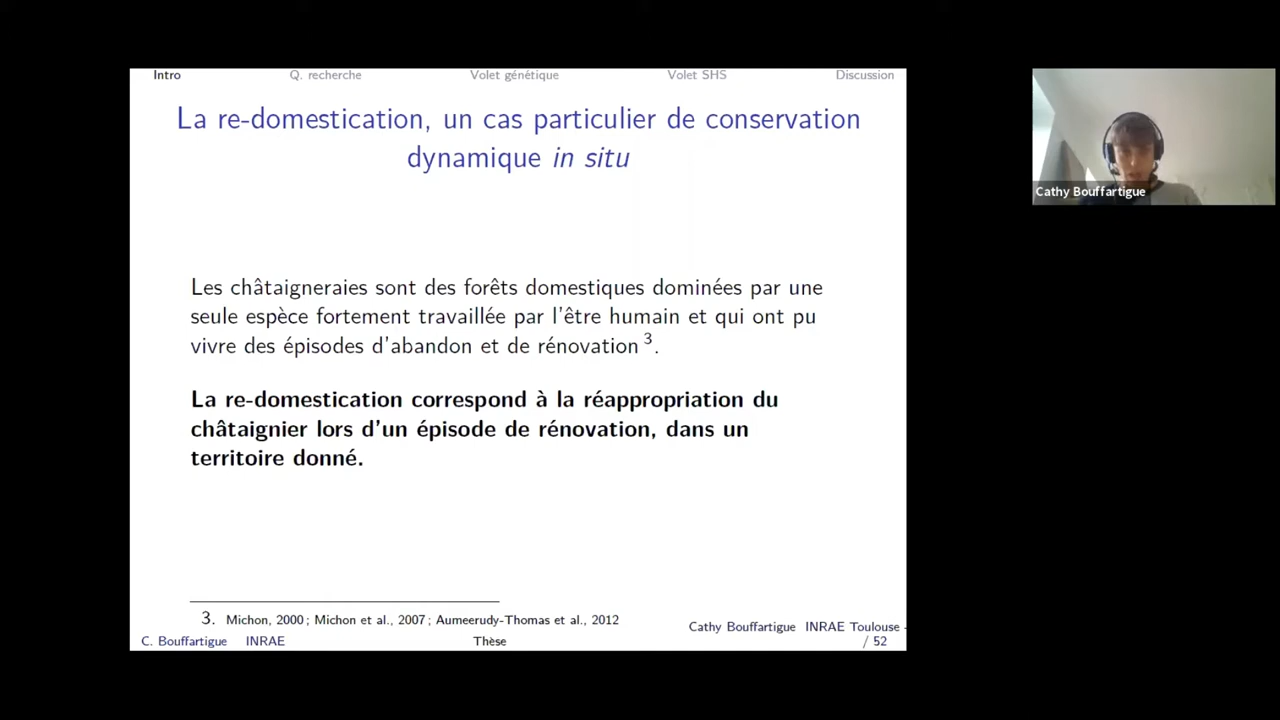 Intro Q. recherche Volet génétique Volet SHS Discussion
La re-domestication, un cas particulier de conservation
dynamique in situ
Les châtaigneraies sont des forêts domestiques dominées par une
seule espèce fortement travaillée par l'être humain et qui ont pu
vivre des épisodes d'abandon et de rénovation 3.
La re-domestication correspond à la réappropriation du
châtaignier lors d'un épisode de rénovation, dans un
territoire donné.
3. Michon, 2000 ; Michon et al., 2007 ; Aumeerudy-Thomas et al., 2012
Cathy Bouffartigue INRAE Toulouse -
C. Bouffartigue INRAE Thèse / 52
Cathy Bouffartigue